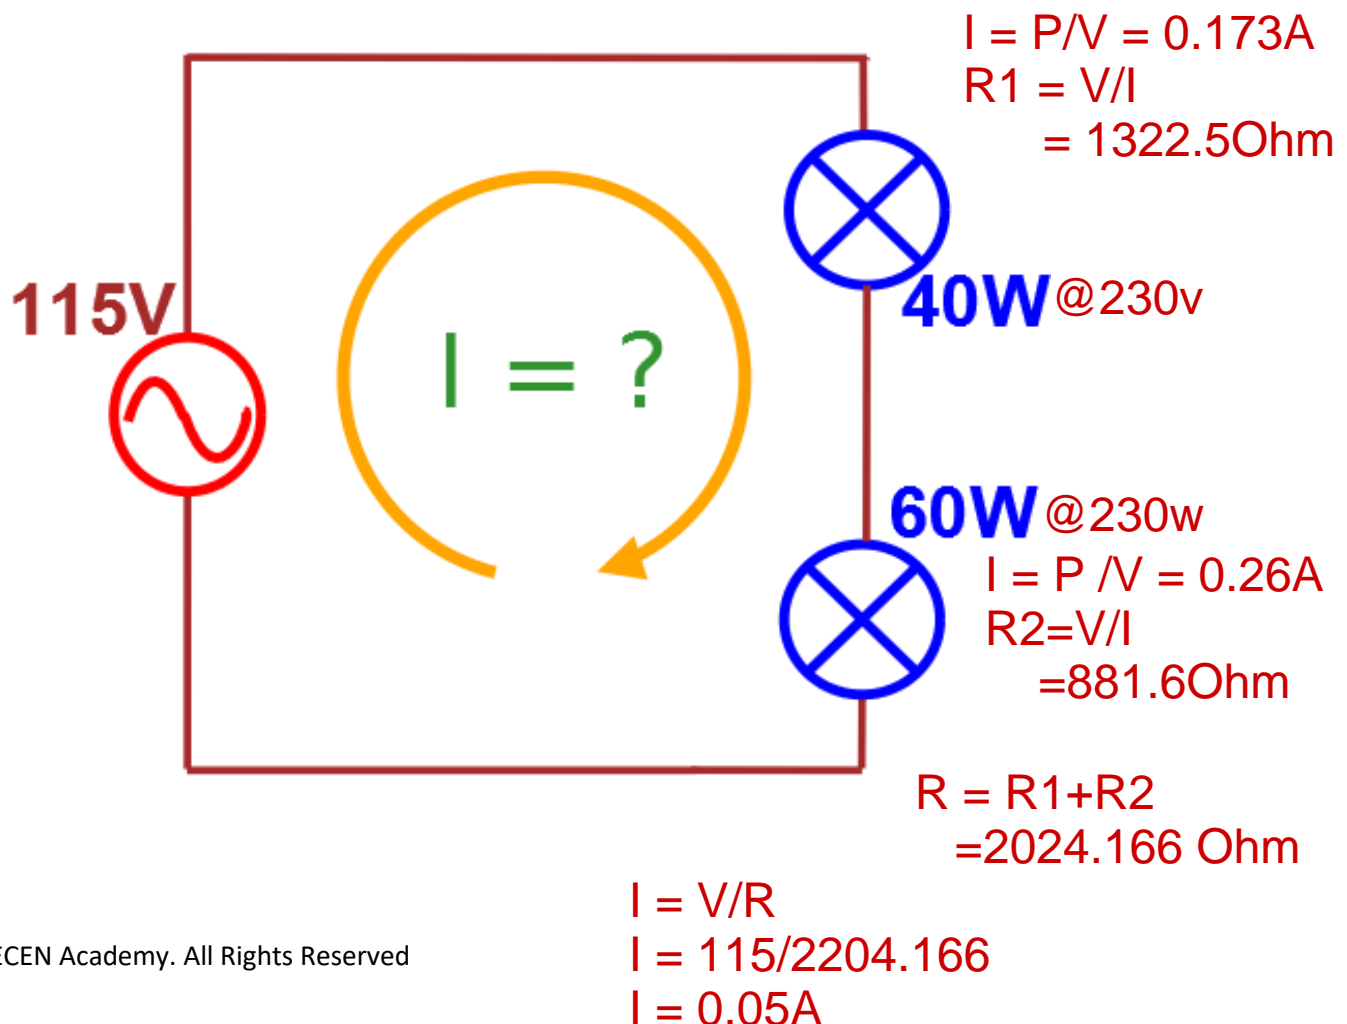 I = P/V = 0.173A
R1 = V/I
= 1322.5Ohm
115V
I = ?
40W @230v
60W @230w
I = P /V = 0.26A
R2=V/I
=881.6Ohm
R = R1+R2
=2024.166 Ohm
I = V/R
I = 115/2204.166
I = 0.05A
ECEN Academy. All Rights Reserved